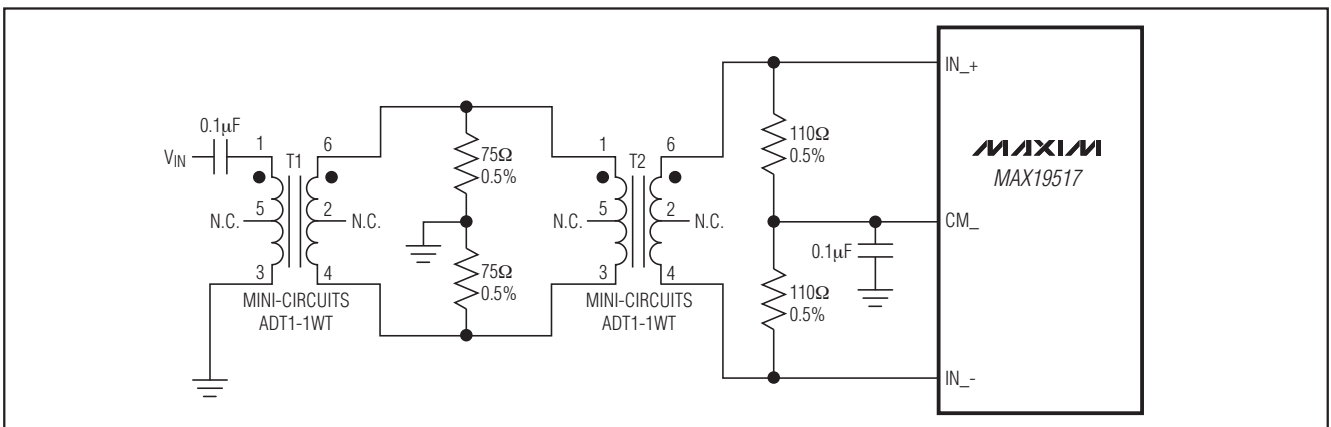 V_IN
0.1µF
1
T1
6
5
2
N.C.
N.C.
3
4
MINI-CIRCUITS
ADT1-1WT
75Ω
0.5%
75Ω
0.5%
1
T2
6
5
2
N.C.
N.C.
3
4
MINI-CIRCUITS
ADT1-1WT
110Ω
0.5%
0.1µF
110Ω
0.5%
IN_+
MAXIM
MAX19517
CM_
IN_-